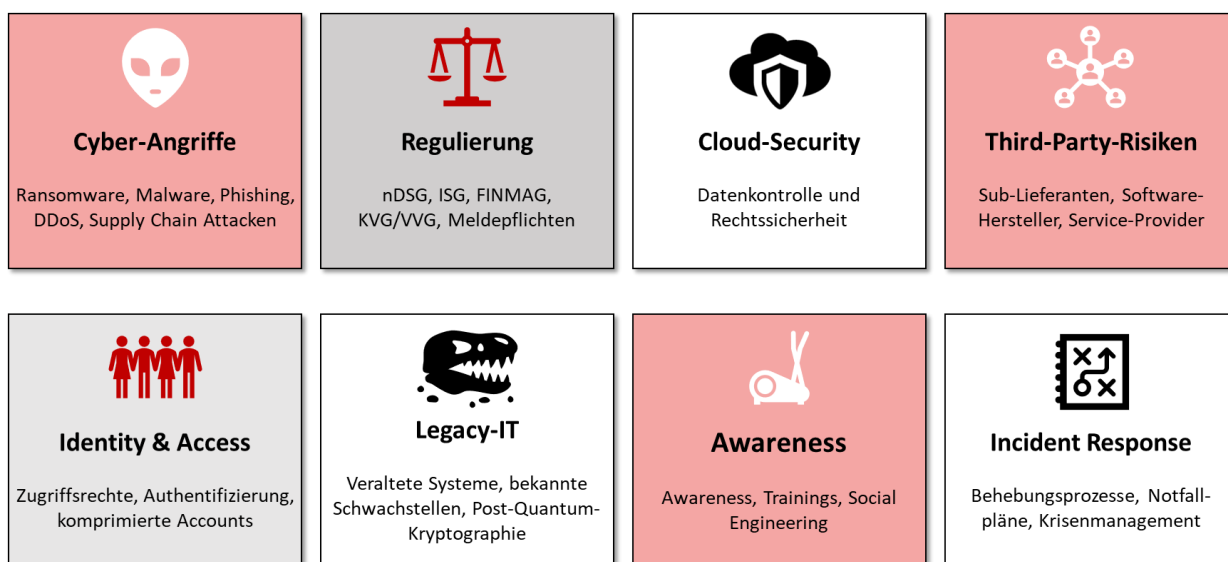 Cyber-Angriffe
Ransomware, Malware, Phishing,
DDoS, Supply Chain Attacken
Regulierung
nDSG, ISG, FINMAG,
KVG/VVG, Meldepflichten
Cloud-Security
Datenkontrolle und
Rechtssicherheit
Third-Party-Risiken
Sub-Lieferanten, Software-
Hersteller, Service-Provider
Identity & Access
Zugriffsrechte, Authentifizierung,
komprimierte Accounts
Legacy-IT
Veraltete Systeme, bekannte
Schwachstellen, Post-Quantum-
Kryptographie
Awareness
Awareness, Trainings, Social
Engineering
Incident Response
Behebungsprozesse, Notfall-
pläne, Krisenmanagement